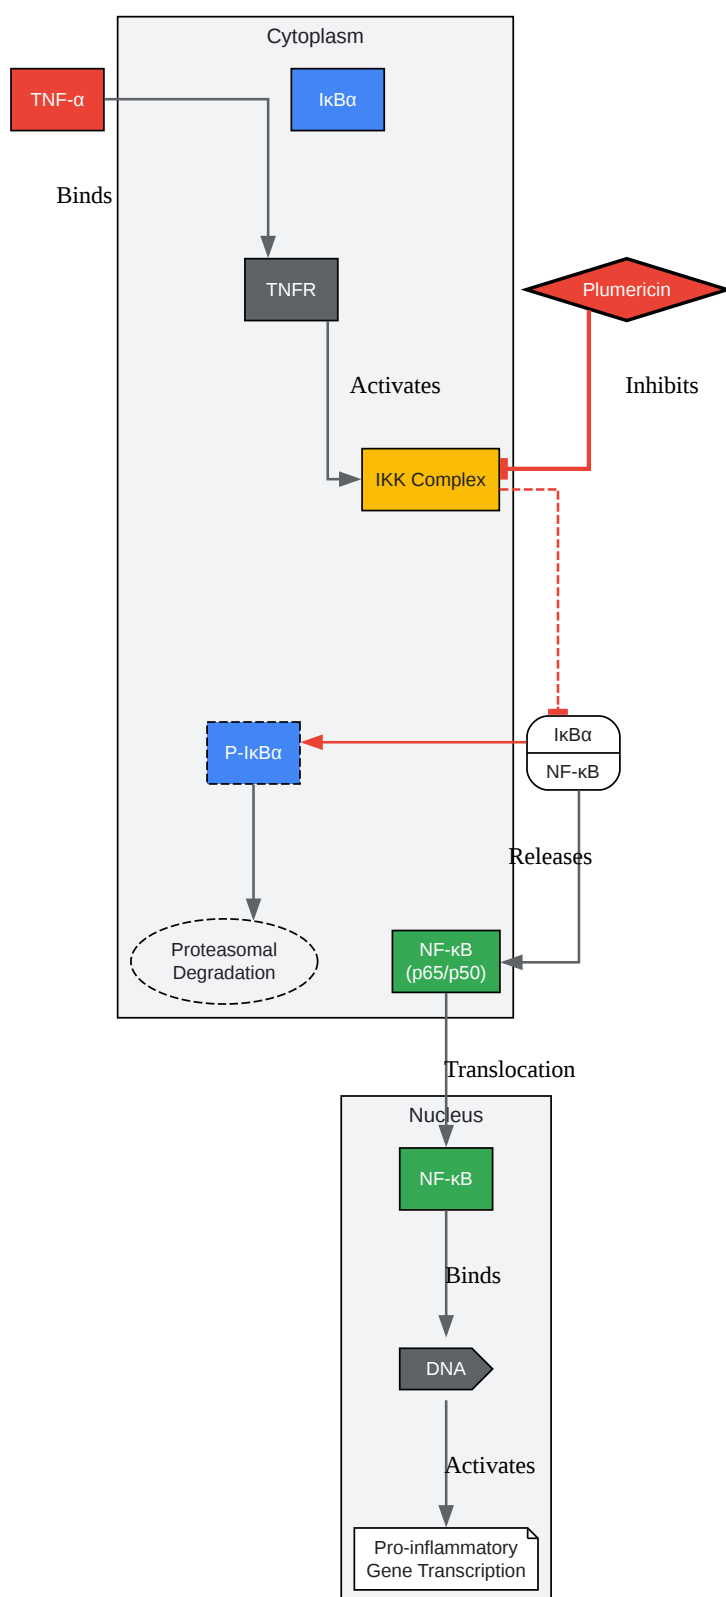 Cytoplasm
TNF-α
IκBα
Binds
TNFR
Plumericin
Activates
Inhibits
IKK Complex
IκBα
P-IκBα
NF-κB
Releases
Proteasomal
Degradation
NF-κB
(p65/p50)
Translocation
Nucleus
NF-κB
Binds
DNA
Activates
Pro-inflammatory
Gene Transcription